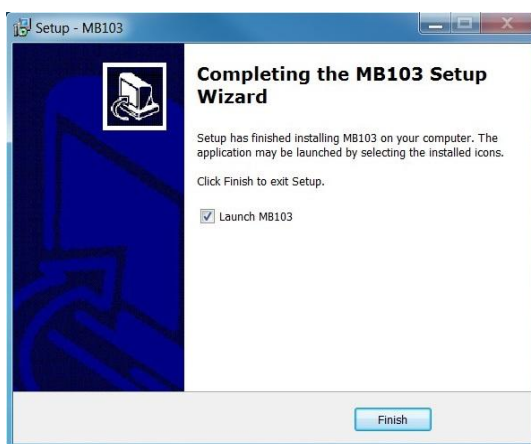 Setup - MB103
Completing the MB103 Setup
Wizard
Setup has finished installing MB103 on your computer. The
application may be launched by selecting the installed icons.
Click Finish to exit Setup.
Launch MB103
Finish